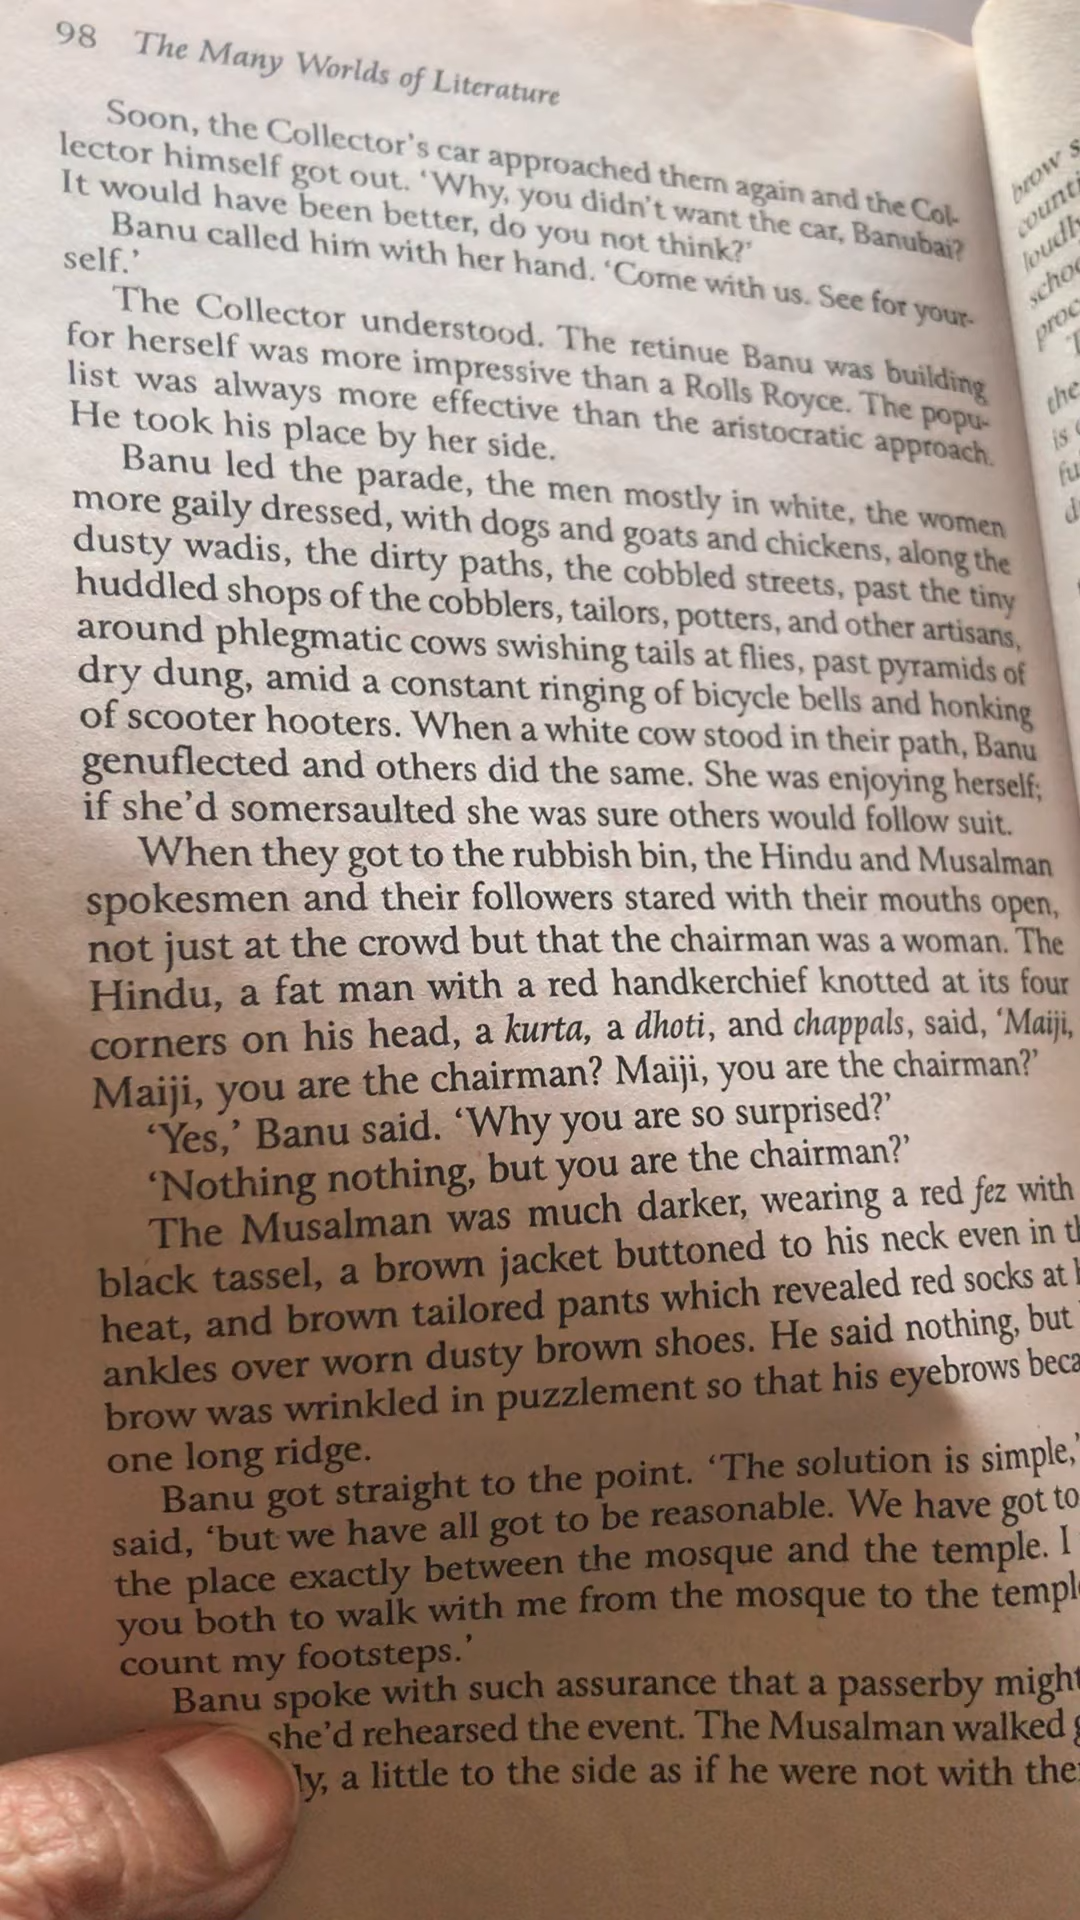 98 The Many Worlds of Literature
Soon, the Collector's car approached them again and the Col-
lector himself got out. 'Why, you didn't want the car, Banubai?
It would have been better, do you not think?'
Banu called him with her hand. 'Come with us. See for your-
self.'
The Collector understood. The retinue Banu was building
for herself was more impressive than a Rolls Royce. The popu-
list was always more effective than the aristocratic approach.
He took his place by her side.
Banu led the parade, the men mostly in white, the women
more gaily dressed, with dogs and goats and chickens, along the
dusty wadis, the dirty paths, the cobbled streets, past the tiny
huddled shops of the cobblers, tailors, potters, and other artisans,
around phlegmatic cows swishing tails at flies, past pyramids of
dry dung, amid a constant ringing of bicycle bells and honking
of scooter hooters. When a white cow stood in their path, Banu
genuflected and others did the same. She was enjoying herself;
if she'd somersaulted she was sure others would follow suit.
When they got to the rubbish bin, the Hindu and Musalman
spokesmen and their followers stared with their mouths open,
not just at the crowd but that the chairman was a woman. The
Hindu, a fat man with a red handkerchief knotted at its four
corners on his head, a kurta, a dhoti, and chappals, said, 'Maiji,
Maiji, you are the chairman? Maiji, you are the chairman?'
'Yes,' Banu said. 'Why you are so surprised?'
'Nothing nothing, but you are the chairman?'
The Musalman was much darker, wearing a red fez with
black tassel, a brown jacket buttoned to his neck even in
heat, and brown tailored pants which revealed red socks at
ankles over worn dusty brown shoes. He said nothing, but
brow was wrinkled in puzzlement so that his eyebrows
one long ridge.
Banu got straight to the point. 'The solution is simple,'
said, 'but we have all got to be reasonable. We have got to
the place exactly between the mosque and the temple. I
you both to walk with me from the mosque to the
count my footsteps.'
Banu spoke with such assurance that a passerby might
she'd rehearsed the event. The Musalman walked
ly, a little to the side as if he were not with
brow
the
is